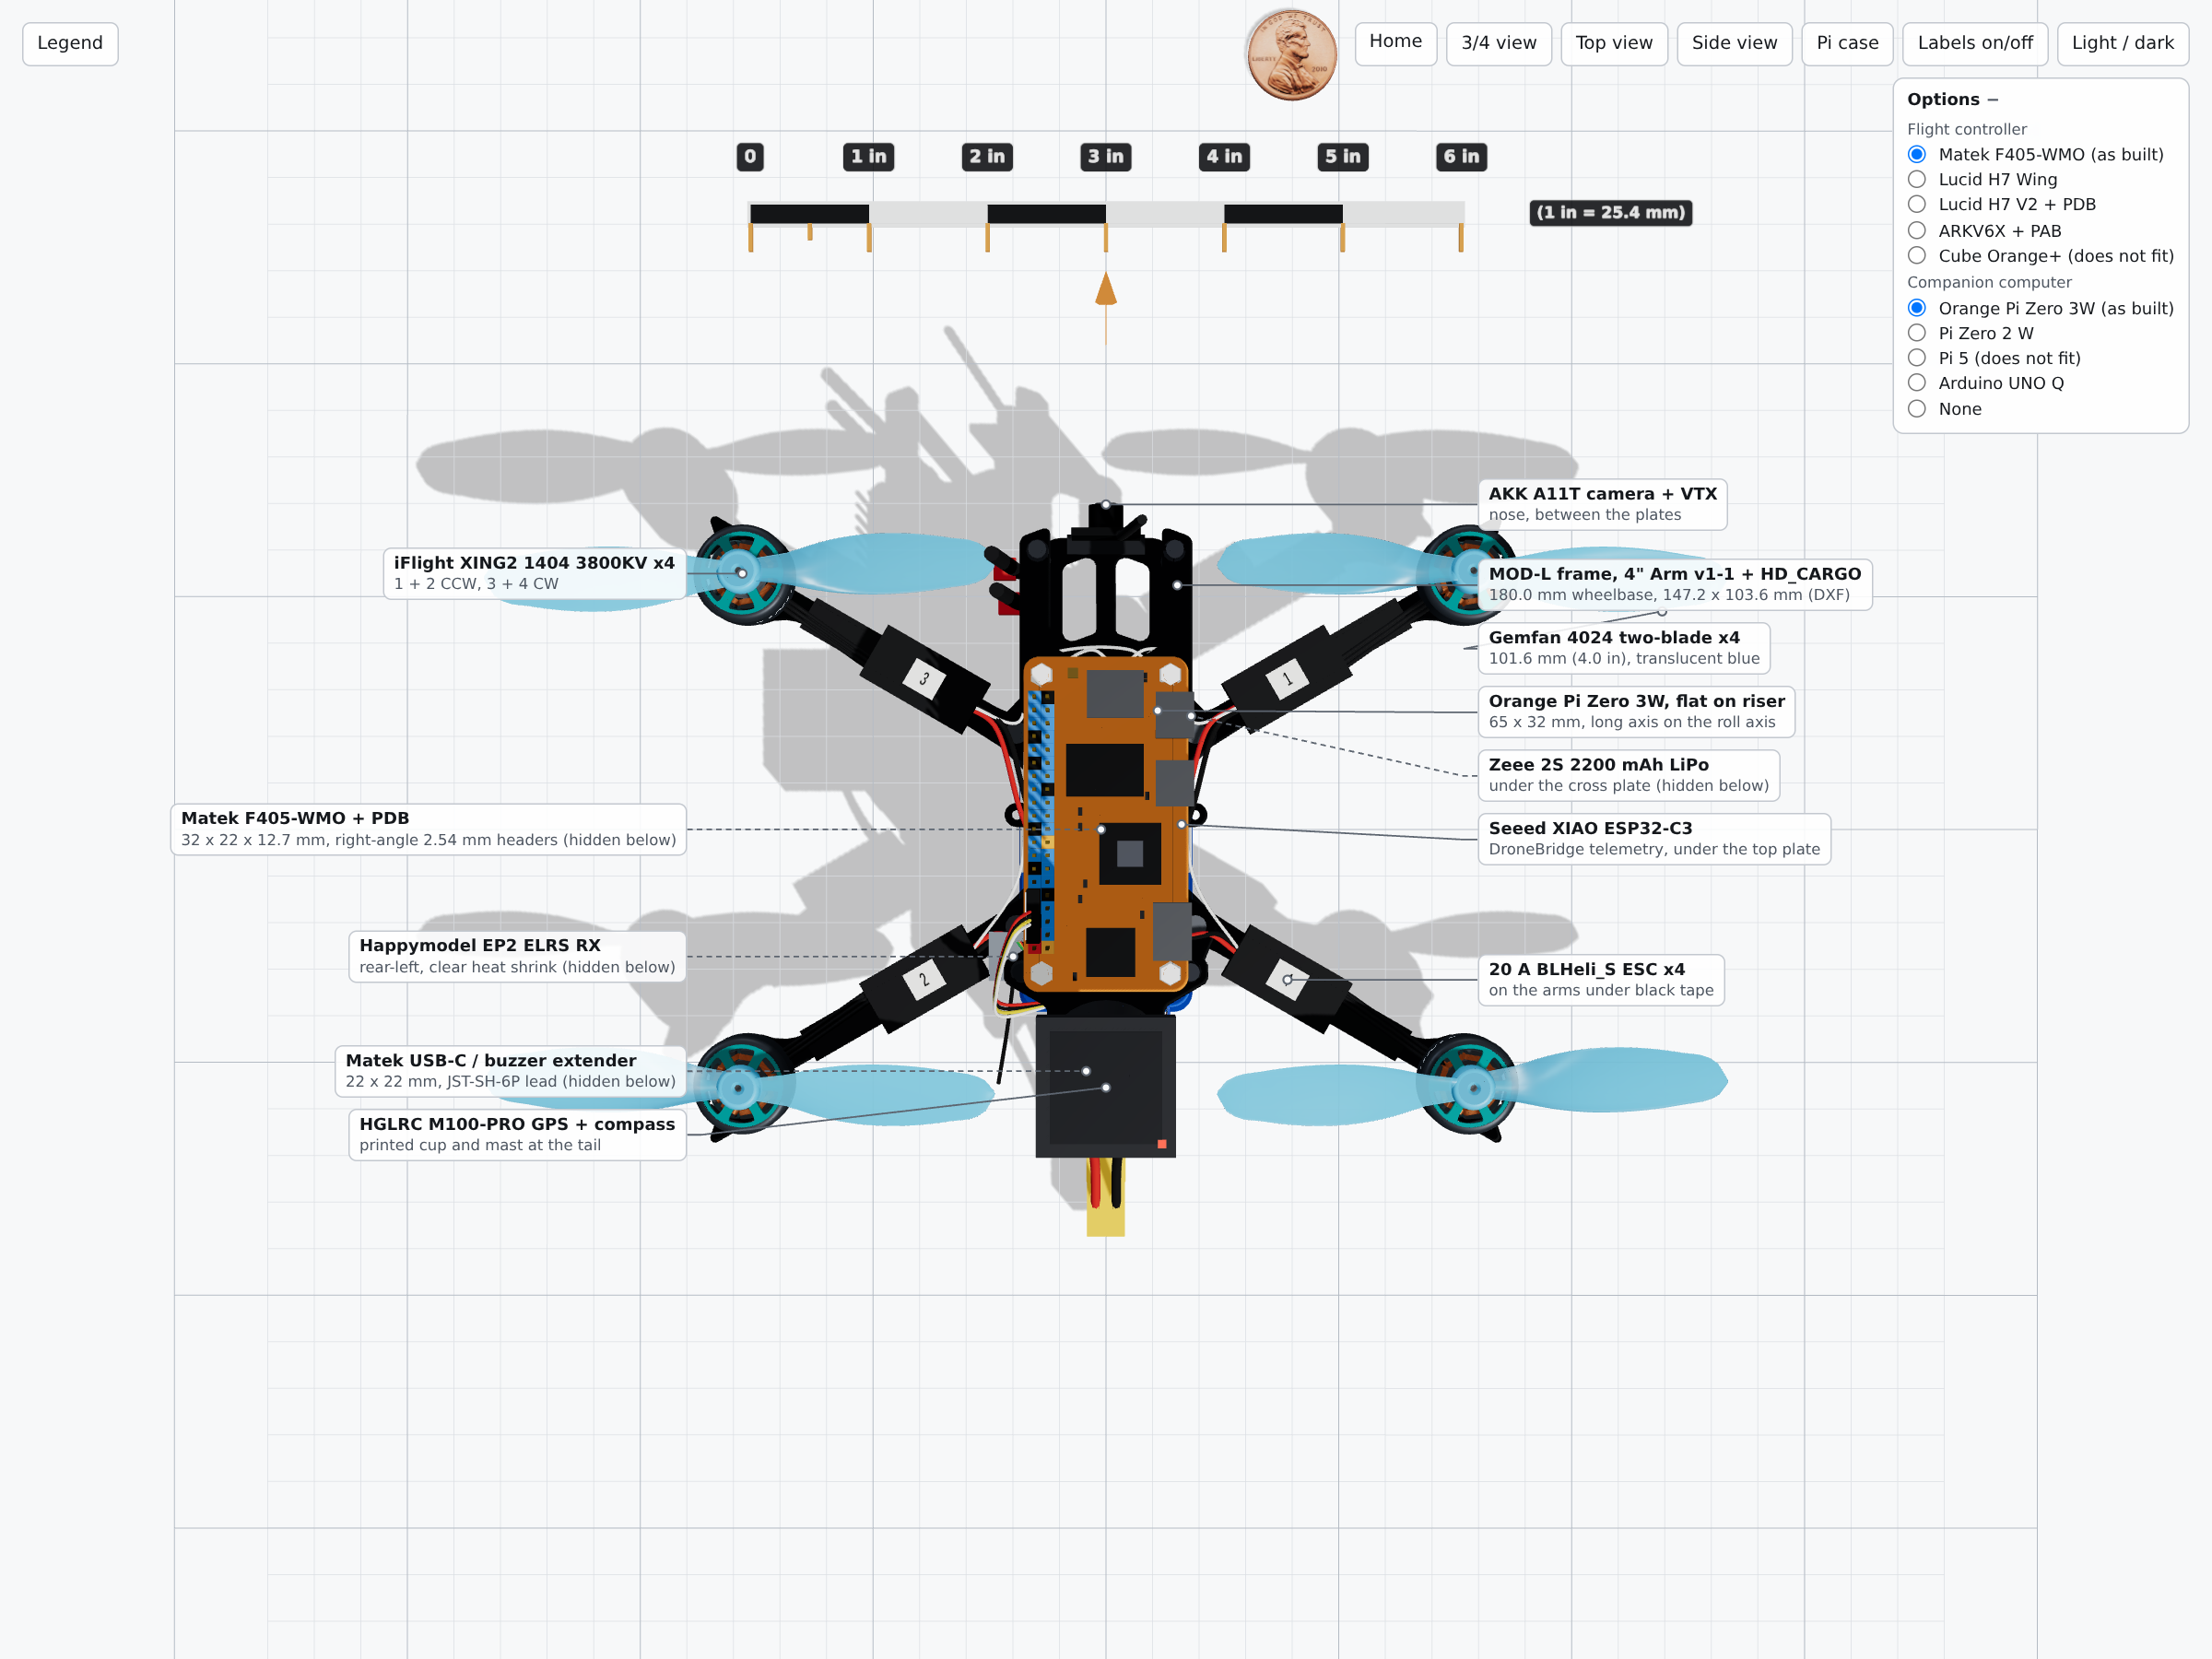 Legend
Home
3/4 view
Top view
Side view
Pi case
Labels on/off
Light / dark
IN GOD WE TRUST
LIBERTY
2010
Options −
Flight controller
Matek F405-WMO (as built)
Lucid H7 Wing
Lucid H7 V2 + PDB
ARKV6X + PAB
Cube Orange+ (does not fit)
Companion computer
Orange Pi Zero 3W (as built)
Pi Zero 2 W
Pi 5 (does not fit)
Arduino UNO Q
None
0
1 in
2 in
3 in
4 in
5 in
6 in
(1 in = 25.4 mm)
AKK A11T camera + VTX
nose, between the plates
iFlight XING2 1404 3800KV x4
1 + 2 CCW, 3 + 4 CW
MOD-L frame, 4" Arm v1-1 + HD_CARGO
180.0 mm wheelbase, 147.2 x 103.6 mm (DXF)
Gemfan 4024 two-blade x4
101.6 mm (4.0 in), translucent blue
3
1
Orange Pi Zero 3W, flat on riser
65 x 32 mm, long axis on the roll axis
Zeee 2S 2200 mAh LiPo
under the cross plate (hidden below)
Matek F405-WMO + PDB
32 x 22 x 12.7 mm, right-angle 2.54 mm headers (hidden below)
Seeed XIAO ESP32-C3
DroneBridge telemetry, under the top plate
Happymodel EP2 ELRS RX
rear-left, clear heat shrink (hidden below)
2
20 A BLHeli_S ESC x4
on the arms under black tape
Matek USB-C / buzzer extender
22 x 22 mm, JST-SH-6P lead (hidden below)
HGLRC M100-PRO GPS + compass
printed cup and mast at the tail